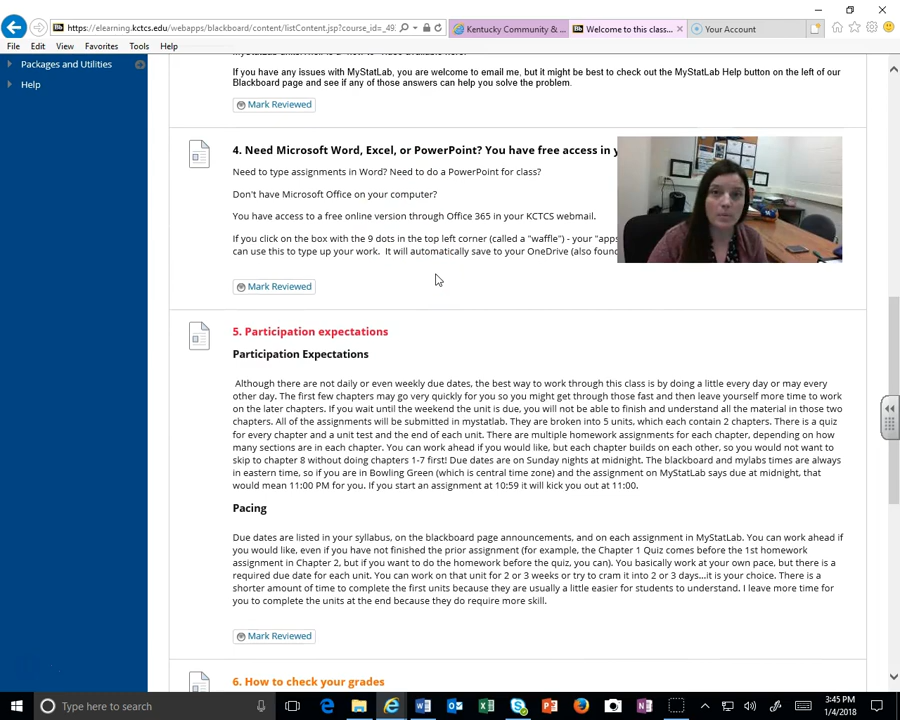 https://elearning.kctcs.edu/webapps/blackboard/content/listContent.jsp?course_id=_49
Kentucky Community & ...
Welcome to this class...
Your Account
File Edit View Favorites Tools Help
Packages and Utilities
Help
If you have any issues with MyStatLab, you are welcome to email me, but it might be best to check out the MyStatLab Help button on the left of our
Blackboard page and see if any of those answers can help you solve the problem.
Mark Reviewed
4. Need Microsoft Word, Excel, or PowerPoint? You have free access in y
Need to type assignments in Word? Need to do a PowerPoint for class?
Don't have Microsoft Office on your computer?
You have access to a free online version through Office 365 in your KCTCS webmail.
If you click on the box with the 9 dots in the top left corner (called a "waffle") - your "apps
can use this to type up your work. It will automatically save to your OneDrive (also foun
Mark Reviewed
5. Participation expectations
Participation Expectations
Although there are not daily or even weekly due dates, the best way to work through this class is by doing a little every day or may every
other day. The first few chapters may go very quickly for you so you might get through those fast and then leave yourself more time to work
on the later chapters. If you wait until the weekend the unit is due, you will not be able to finish and understand all the material in those two
chapters. All of the assignments will be submitted in mystatlab. They are broken into 5 units, which each contain 2 chapters. There is a quiz
for every chapter and a unit test and the end of each unit. There are multiple homework assignments for each chapter, depending on how
many sections are in each chapter. You can work ahead if you would like, but each chapter builds on each other, so you would not want to
skip to chapter 8 without doing chapters 1-7 first! Due dates are on Sunday nights at midnight. The blackboard and mylabs times are always
in eastern time, so if you are in Bowling Green (which is central time zone) and the assignment on MyStatLab says due at midnight, that
would mean 11:00 PM for you. If you start an assignment at 10:59 it will kick you out at 11:00.
Pacing
Due dates are listed in your syllabus, on the blackboard page announcements, and on each assignment in MyStatLab. You can work ahead if
you would like, even if you have not finished the prior assignment (for example, the Chapter 1 Quiz comes before the 1st homework
assignment in Chapter 2, but if you want to do the homework before the quiz, you can). You basically work at your own pace, but there is a
required due date for each unit. You can work on that unit for 2 or 3 weeks or try to cram it into 2 or 3 days...it is your choice. There is a
shorter amount of time to complete the first units because they are usually a little easier for students to understand. I leave more time for
you to complete the units at the end because they do require more skill.
Mark Reviewed
6. How to check your grades
Type here to search
3:45 PM
1/4/2018